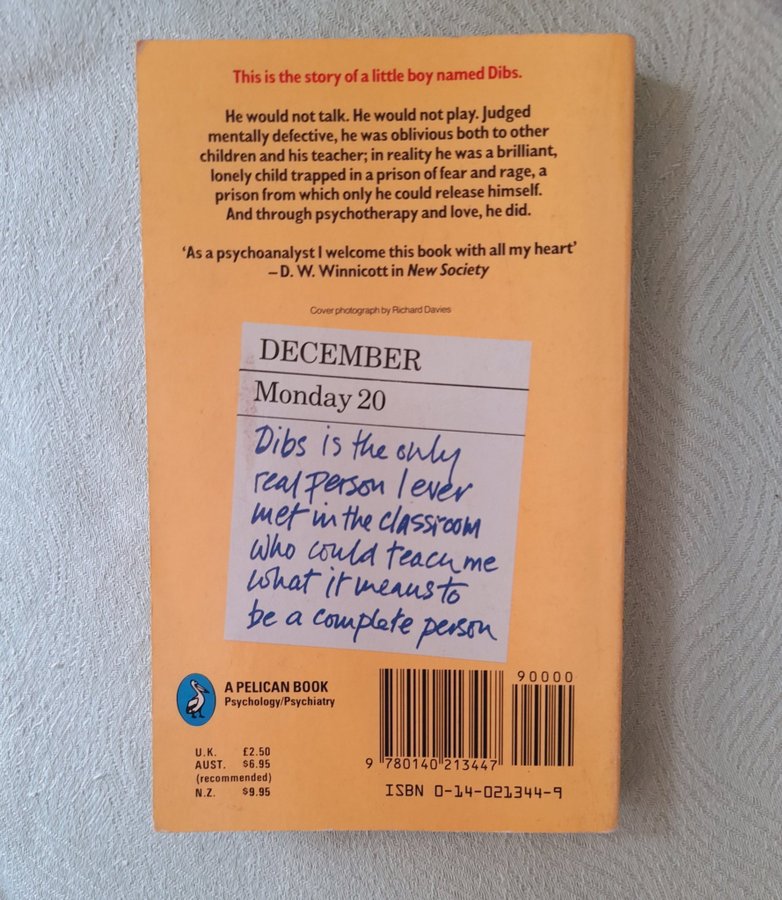 This is the story of a little boy named Dibs.
He would not talk. He would not play. Judged
mentally defective, he was oblivious both to other
children and his teacher; in reality he was a brilliant,
lonely child trapped in a prison of fear and rage, a
prison from which only he could release himself.
And through psychotherapy and love, he did.
‘As a psychoanalyst I welcome this book with all my heart’
– D. W. Winnicott in New Society
Cover photograph by Richard Davies
DECEMBER
Monday 20
Dibs is the only
real person I ever
met in the classroom
who could teach me
what it means to
be a complete person
A PELICAN BOOK
Psychology/Psychiatry
U.K. £2.50
AUST. $6.95
(recommended)
N.Z. $9.95
90000
9 780140 213447
ISBN 0-14-021344-9